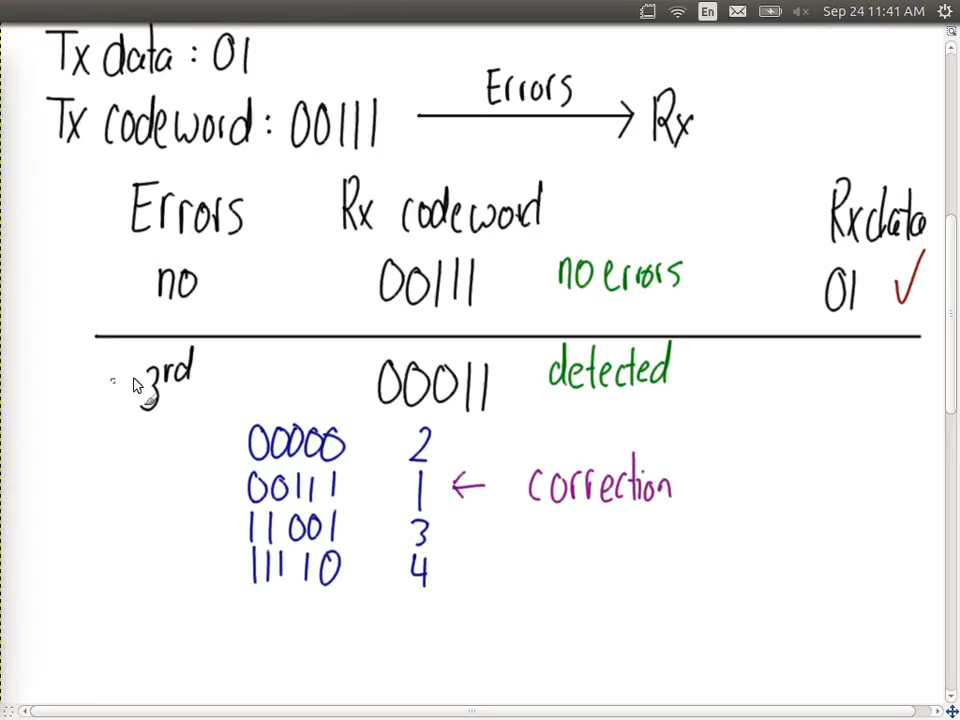 En Sep 24 11:41 AM
Tx data : 01
Tx codeword : 00111 Errors Rx
Errors Rx codeword Rx data
no 00111 no errors 01 ✓
3rd 00011 detected
00000 2
00111 1 ← correction
11001 3
11110 4